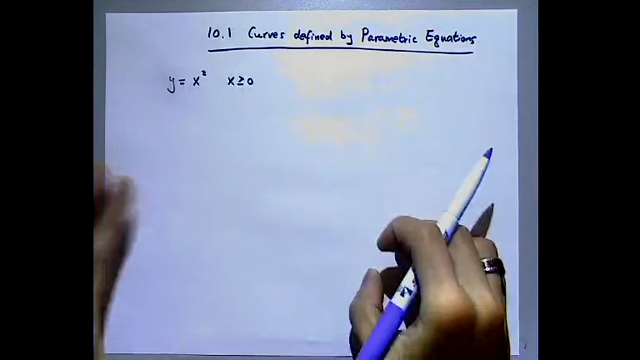 10.1 Curves defined by Parametric Equations
y = x² x ≥ 0